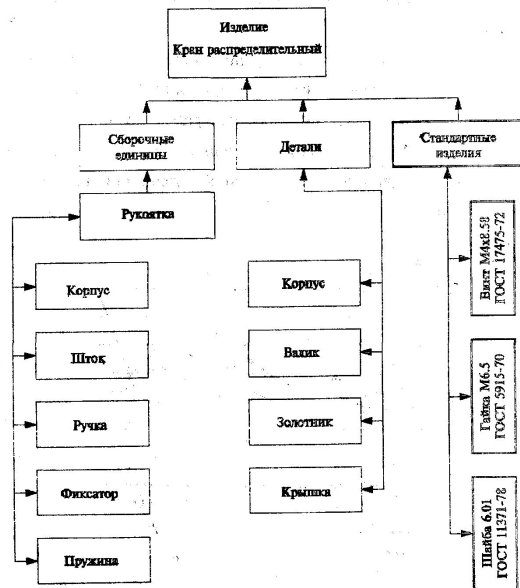 Изделие
Кран распределительный
Сборочные
единицы
Детали
Стандартные
изделия
Рукоятка
Корпус
Шток
Ручка
Фиксатор
Пружина
Корпус
Валик
Золотник
Крышка
Винт М4х8.58
ГОСТ 17475-72
Гайка М6.5
ГОСТ 5915-70
Шайба 6.01
ГОСТ 11371-78